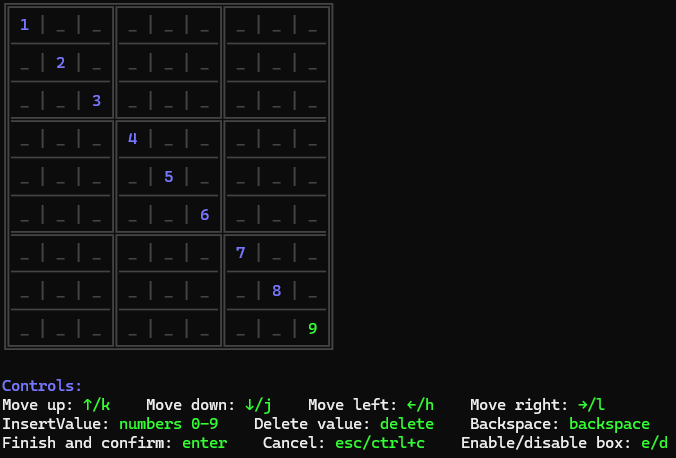 1 | _ | _ _ | _ | _ _ | _ | _
_ | 2 | _ _ | _ | _ _ | _ | _
_ | _ | 3 _ | _ | _ _ | _ | _
_ | _ | _ 4 | _ | _ _ | _ | _
_ | _ | _ _ | 5 | _ _ | _ | _
_ | _ | _ _ | _ | 6 _ | _ | _
_ | _ | _ _ | _ | _ 7 | _ | _
_ | _ | _ _ | _ | _ _ | 8 | _
_ | _ | _ _ | _ | _ _ | _ | 9
Controls:
Move up: ↑/k Move down: ↓/j Move left: ←/h Move right: →/l
InsertValue: numbers 0-9 Delete value: delete Backspace: backspace
Finish and confirm: enter Cancel: esc/ctrl+c Enable/disable box: e/d